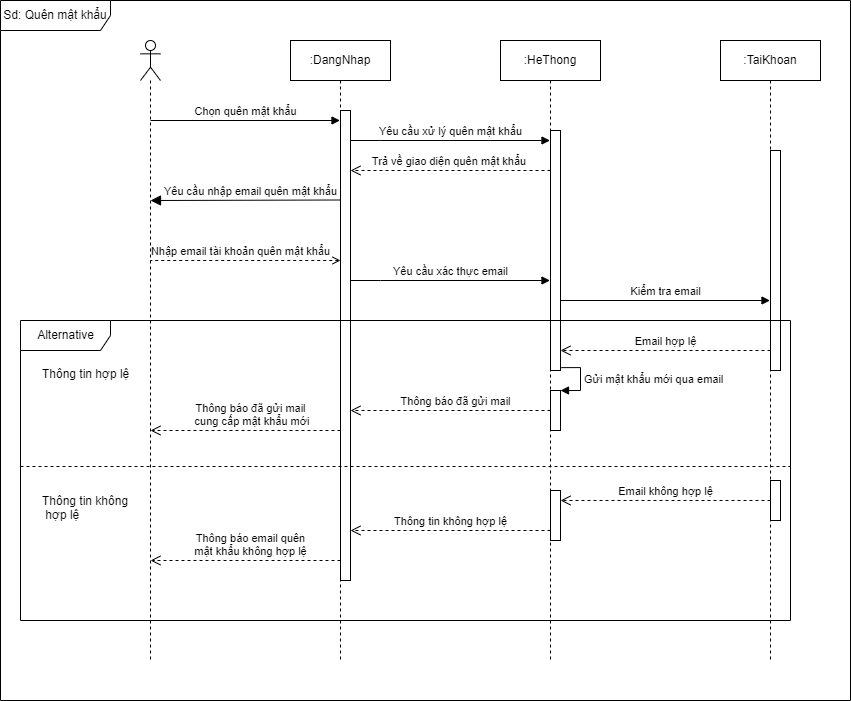 Sd: Quên mật khẩu
:DangNhap
:HeThong
:TaiKhoan
Chọn quên mật khẩu
Yêu cầu xử lý quên mật khẩu
Trả về giao diện quên mật khẩu
Yêu cầu nhập email quên mật khẩu
Nhập email tài khoản quên mật khẩu
Yêu cầu xác thực email
Kiểm tra email
Alternative
Email hợp lệ
Thông tin hợp lệ
Gửi mật khẩu mới qua email
Thông báo đã gửi mail
Thông báo đã gửi mail
cung cấp mật khẩu mới
Email không hợp lệ
Thông tin không
hợp lệ
Thông tin không hợp lệ
Thông báo email quên
mật khẩu không hợp lệ